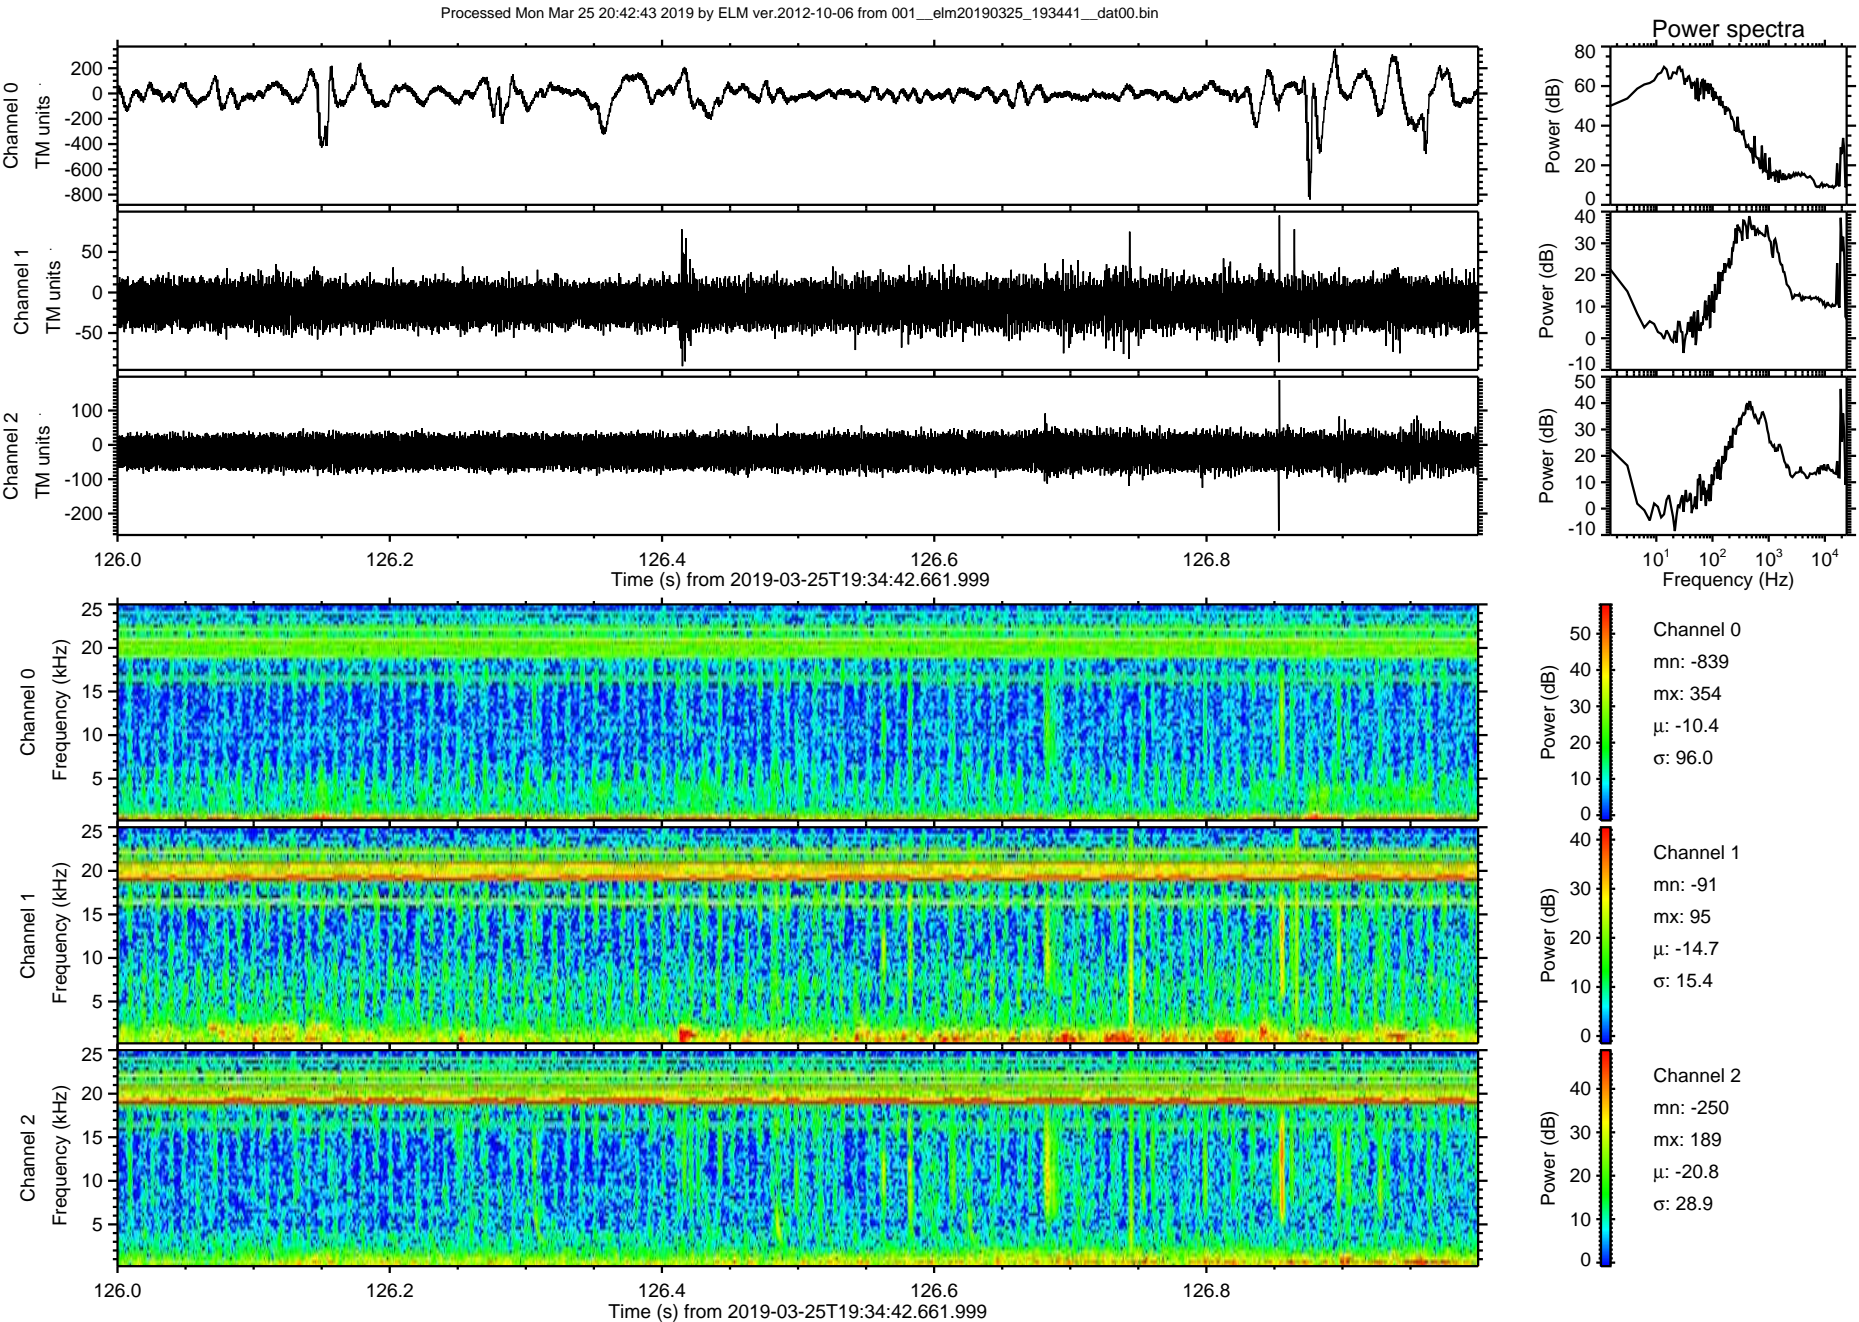 Processed Mon Mar 25 20:42:43 2019 by ELM ver.2012-10-06 from 001__elm20190325_193441__dat00.bin
Power spectra
Channel 0
TM units
200
0
-200
-400
-600
-800
Power (dB)
80
60
40
20
0
Channel 1
TM units
50
0
-50
Power (dB)
40
30
20
10
0
-10
Channel 2
TM units
100
0
-100
-200
Power (dB)
50
40
30
20
10
0
-10
126.0 126.2 126.4 126.6 126.8
Time (s) from 2019-03-25T19:34:42.661.999
10¹ 10² 10³ 10⁴
Frequency (Hz)
Channel 0
Frequency (kHz)
25
20
15
10
5
Power (dB)
50
40
30
20
10
0
Channel 0
mn: -839
mx: 354
μ: -10.4
σ: 96.0
Channel 1
Frequency (kHz)
25
20
15
10
5
Power (dB)
40
30
20
10
0
Channel 1
mn: -91
mx: 95
μ: -14.7
σ: 15.4
Channel 2
Frequency (kHz)
25
20
15
10
5
Power (dB)
40
30
20
10
0
Channel 2
mn: -250
mx: 189
μ: -20.8
σ: 28.9
126.0 126.2 126.4 126.6 126.8
Time (s) from 2019-03-25T19:34:42.661.999